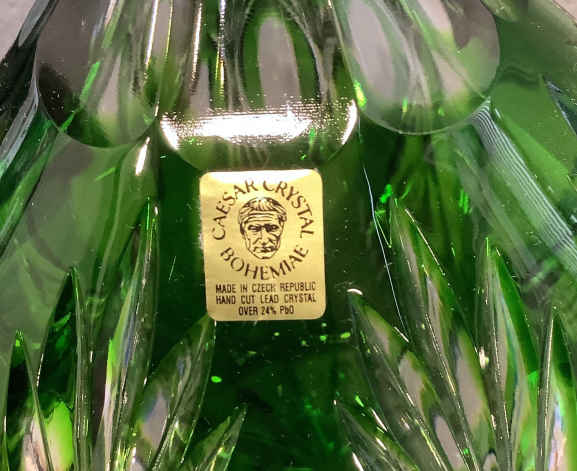 CAESAR CRYSTAL
BOHEMIAE
MADE IN CZECH REPUBLIC
HAND CUT LEAD CRYSTAL
OVER 24% PbO